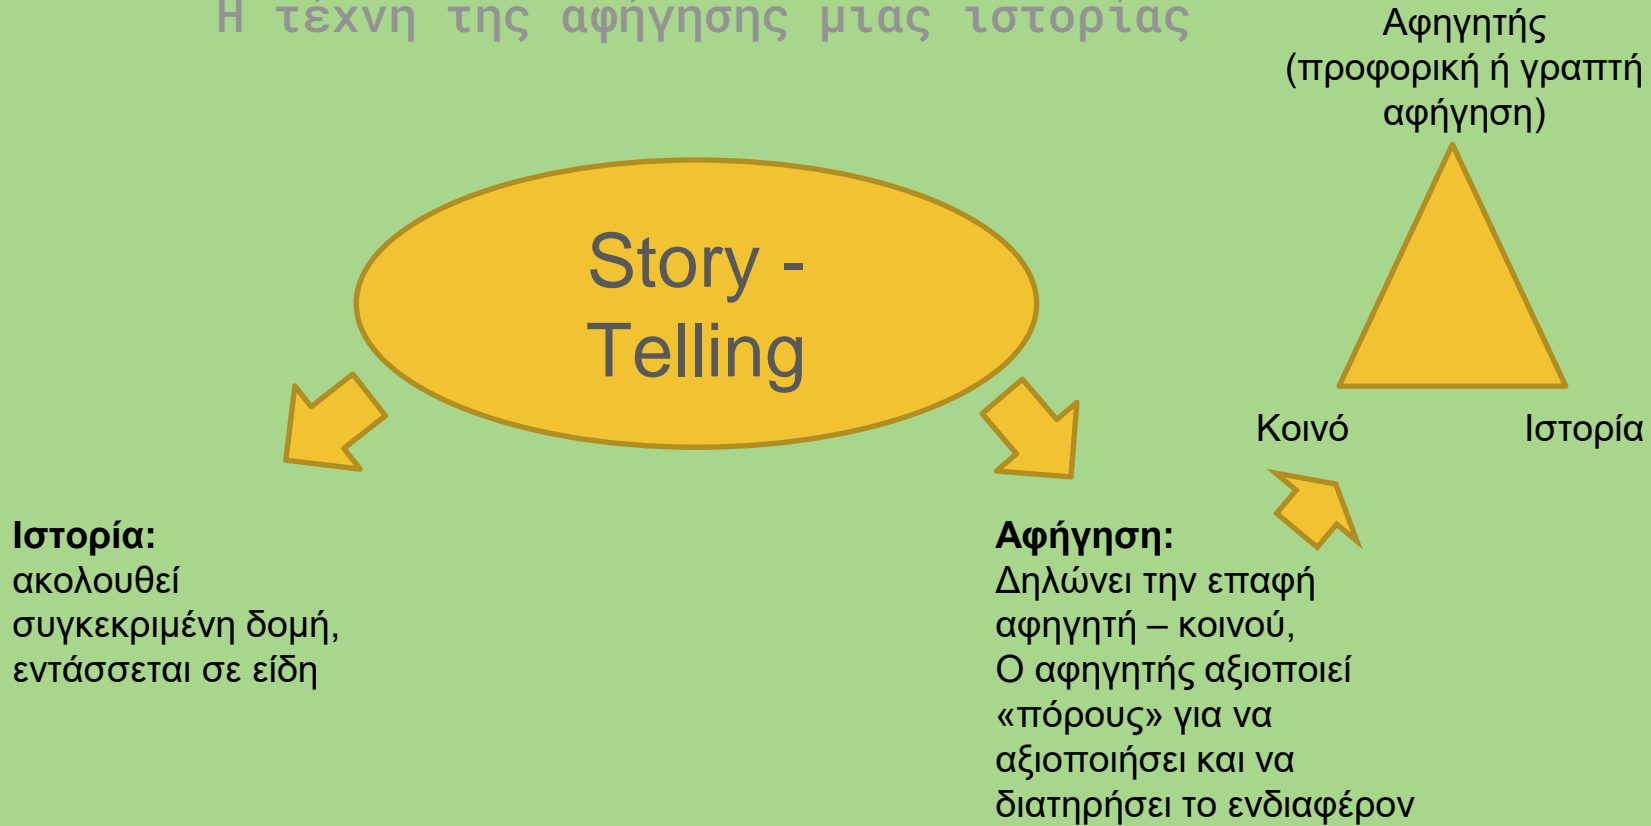 Η τέχνη της αφήγησης μιας ιστορίας
Αφηγητής
(προφορική ή γραπτή
αφήγηση)
Story -
Telling
Κοινό
Ιστορία
Ιστορία:
ακολουθεί
συγκεκριμένη δομή,
εντάσσεται σε είδη
Αφήγηση:
Δηλώνει την επαφή
αφηγητή – κοινού,
Ο αφηγητής αξιοποιεί
«πόρους» για να
αξιοποιήσει και να
διατηρήσει το ενδιαφέρον